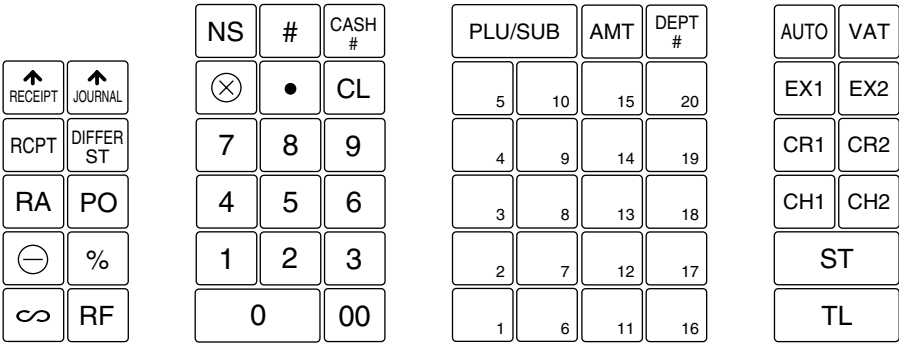 NS # CASH # PLU/SUB AMT DEPT # AUTO VAT
↑ RECEIPT ↑ JOURNAL ⊗ • CL 5 10 15 20 EX1 EX2
RCPT DIFFER ST 7 8 9 4 9 14 19 CR1 CR2
RA PO 4 5 6 3 8 13 18 CH1 CH2
⊖ % 1 2 3 2 7 12 17 ST
∽ RF 0 00 1 6 11 16 TL